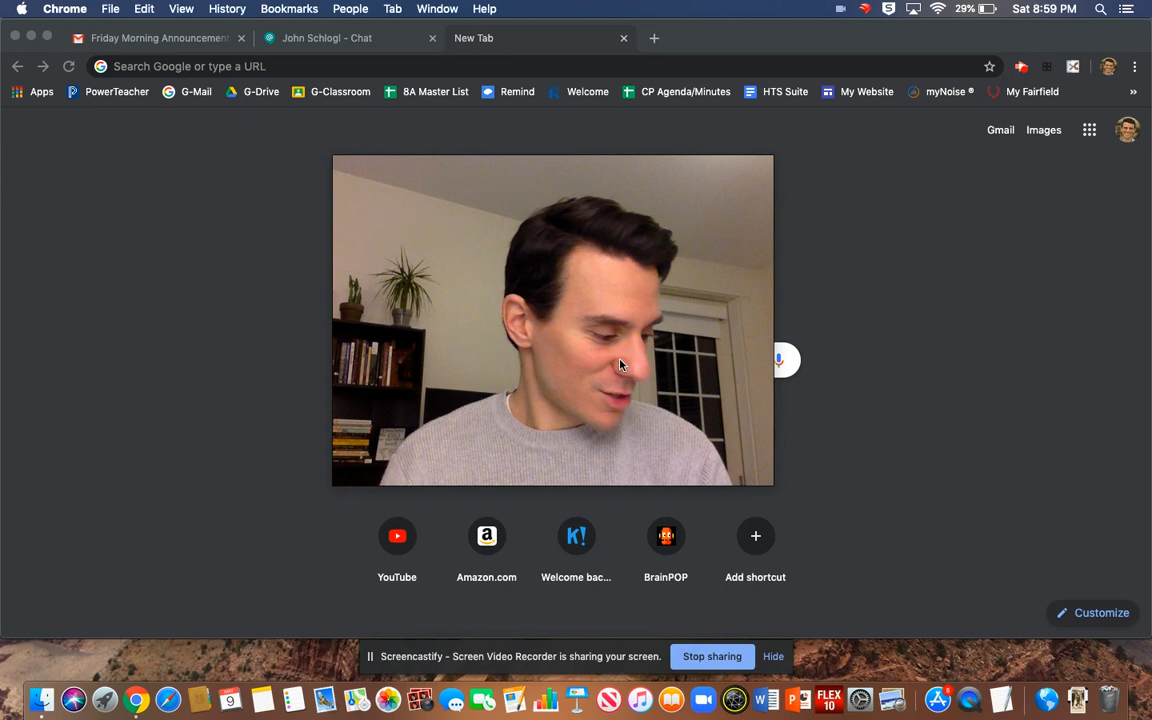 Chrome File Edit View History Bookmarks People Tab Window Help 29% Sat 8:59 PM
Friday Morning Announcement John Schlogl - Chat New Tab
Search Google or type a URL
Apps PowerTeacher G-Mail G-Drive G-Classroom 8A Master List Remind Welcome CP Agenda/Minutes HTS Suite My Website myNoise ® My Fairfield »
Gmail Images
YouTube Amazon.com Welcome bac... BrainPOP Add shortcut
Customize
Screencastify - Screen Video Recorder is sharing your screen. Stop sharing Hide
9 FLEX
10